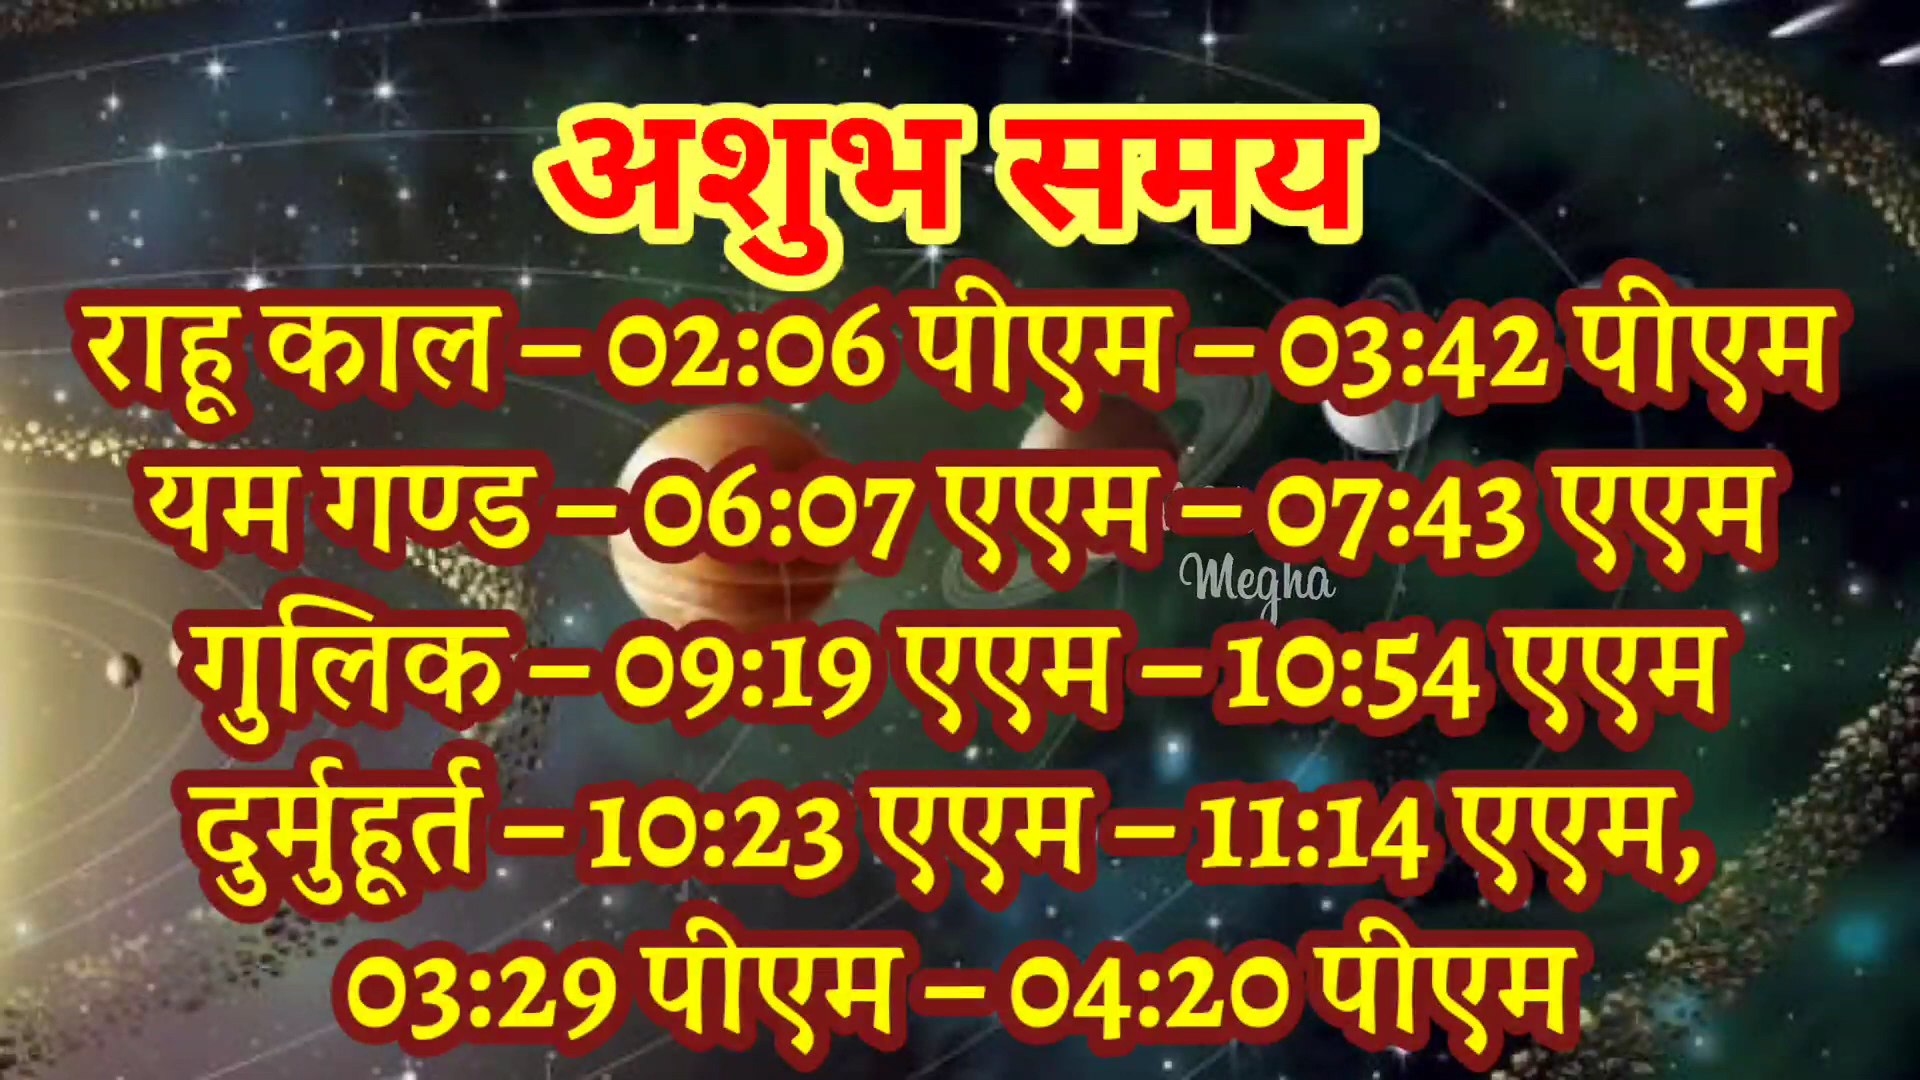 अशुभ समय
राहू काल – 02:06 पीएम – 03:42 पीएम
यम गण्ड – 06:07 एएम – 07:43 एएम
Megha
गुलिक – 09:19 एएम – 10:54 एएम
दुर्मुहूर्त – 10:23 एएम – 11:14 एएम,
03:29 पीएम – 04:20 पीएम